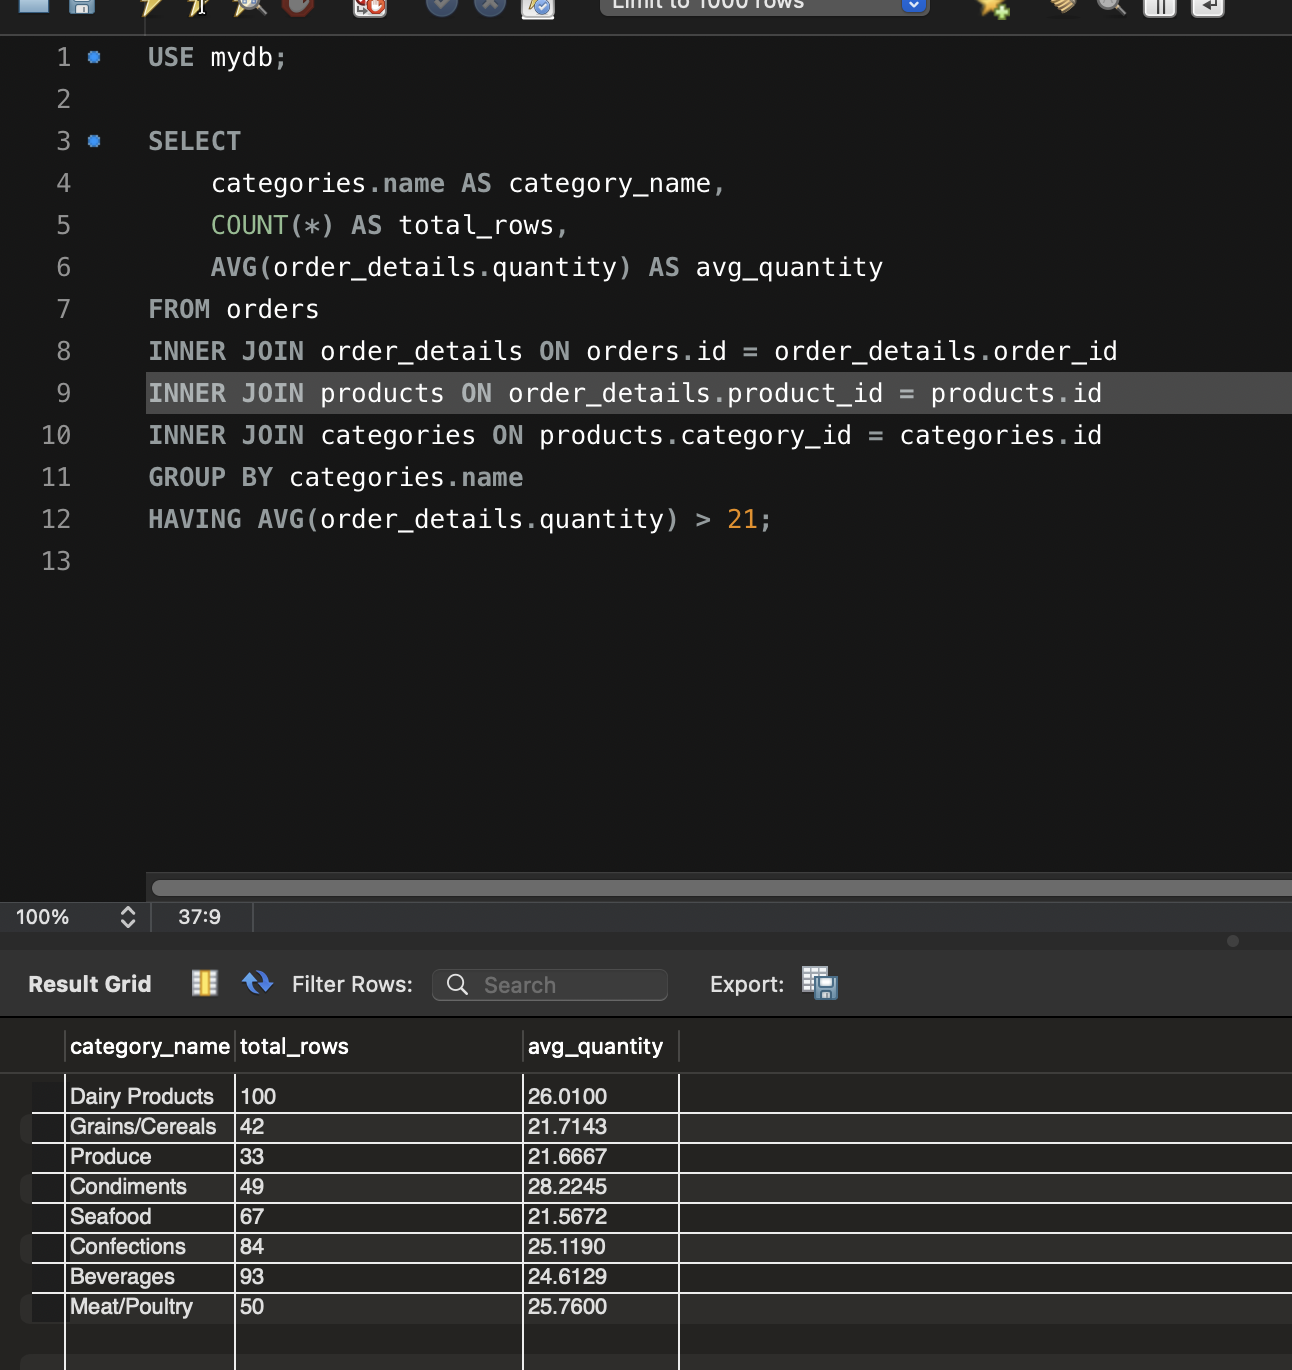 Limit to 1000 rows
1 USE mydb;
2
3 SELECT
4 categories.name AS category_name,
5 COUNT(*) AS total_rows,
6 AVG(order_details.quantity) AS avg_quantity
7 FROM orders
8 INNER JOIN order_details ON orders.id = order_details.order_id
9 INNER JOIN products ON order_details.product_id = products.id
10 INNER JOIN categories ON products.category_id = categories.id
11 GROUP BY categories.name
12 HAVING AVG(order_details.quantity) > 21;
13
100% 37:9
Result Grid Filter Rows: Search Export:
category_name total_rows avg_quantity
Dairy Products 100 26.0100
Grains/Cereals 42 21.7143
Produce 33 21.6667
Condiments 49 28.2245
Seafood 67 21.5672
Confections 84 25.1190
Beverages 93 24.6129
Meat/Poultry 50 25.7600